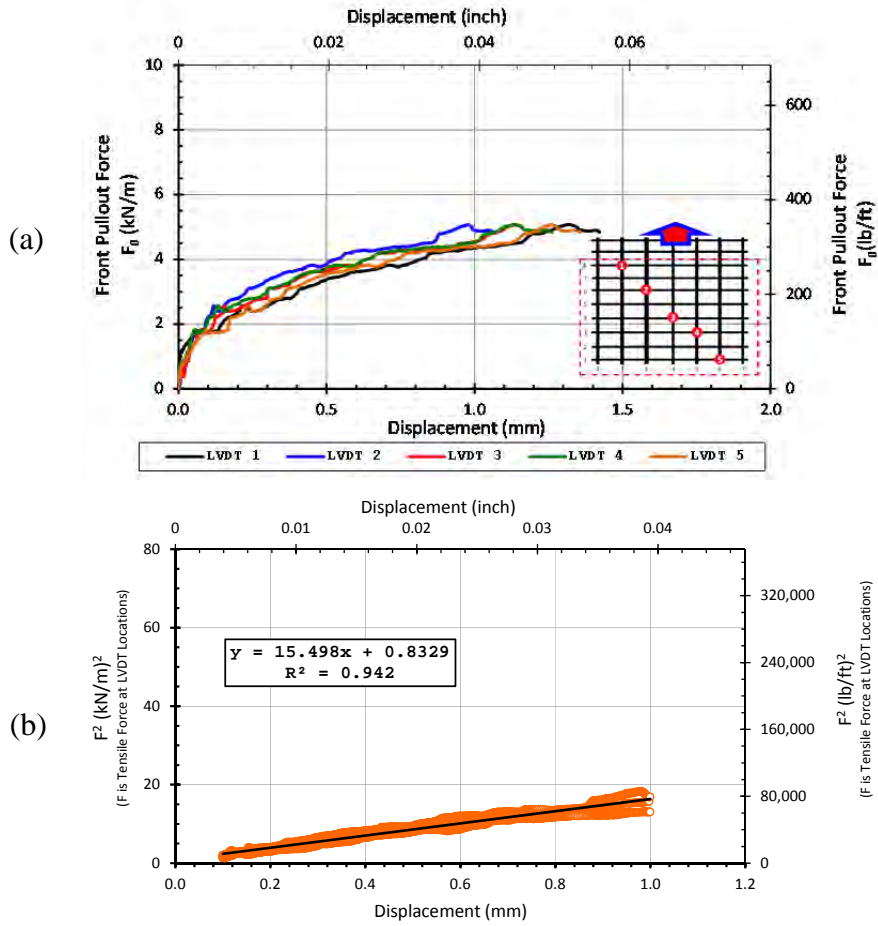 Displacement (inch)
0 0.02 0.04 0.06
(a)
Front Pullout Force
F₀ (kN/m)
10
8
6
4
2
0
600
400
200
0
Front Pullout Force
F₀(lb/ft)
1
2
3
4
5
0.0 0.5 1.0 1.5 2.0
Displacement (mm)
LVDT 1 LVDT 2 LVDT 3 LVDT 4 LVDT 5
Displacement (inch)
0 0.01 0.02 0.03 0.04
(b)
F² (kN/m)²
(F is Tensile Force at LVDT Locations)
80
60
40
20
0
y = 15.498x + 0.8329
R² = 0.942
320,000
240,000
160,000
80,000
0
F² (lb/ft)²
(F is Tensile Force at LVDT Locations)
0.0 0.2 0.4 0.6 0.8 1.0 1.2
Displacement (mm)